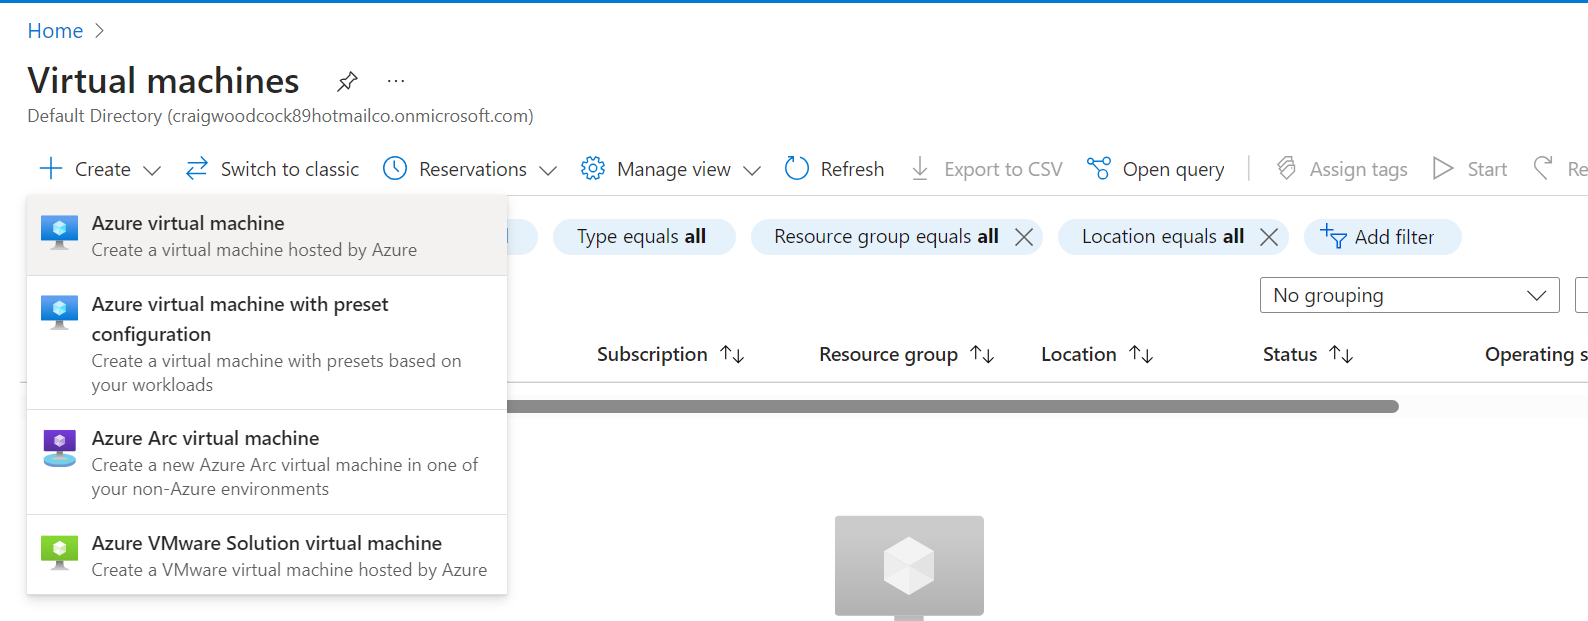 Home
Virtual machines
Default Directory (craigwoodcock89hotmailco.onmicrosoft.com)
Create Switch to classic Reservations Manage view Refresh Export to CSV Open query Assign tags Start
Azure virtual machine
Create a virtual machine hosted by Azure
Type equals all Resource group equals all Location equals all Add filter
Azure virtual machine with preset
configuration
Create a virtual machine with presets based on
your workloads
No grouping
Subscription Resource group Location Status Operating
Azure Arc virtual machine
Create a new Azure Arc virtual machine in one of
your non-Azure environments
Azure VMware Solution virtual machine
Create a VMware virtual machine hosted by Azure